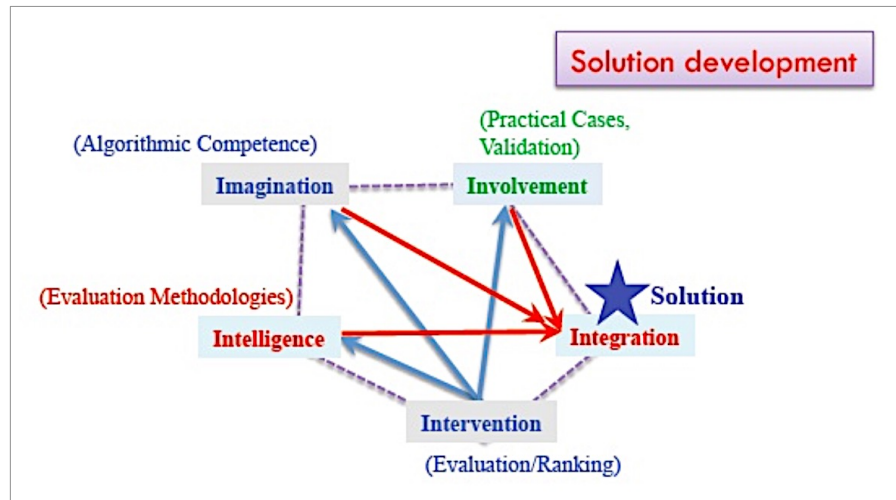 Solution development
(Practical Cases,
Validation)
(Algorithmic Competence)
Imagination
Involvement
(Evaluation Methodologies)
Solution
Intelligence
Integration
Intervention
(Evaluation/Ranking)